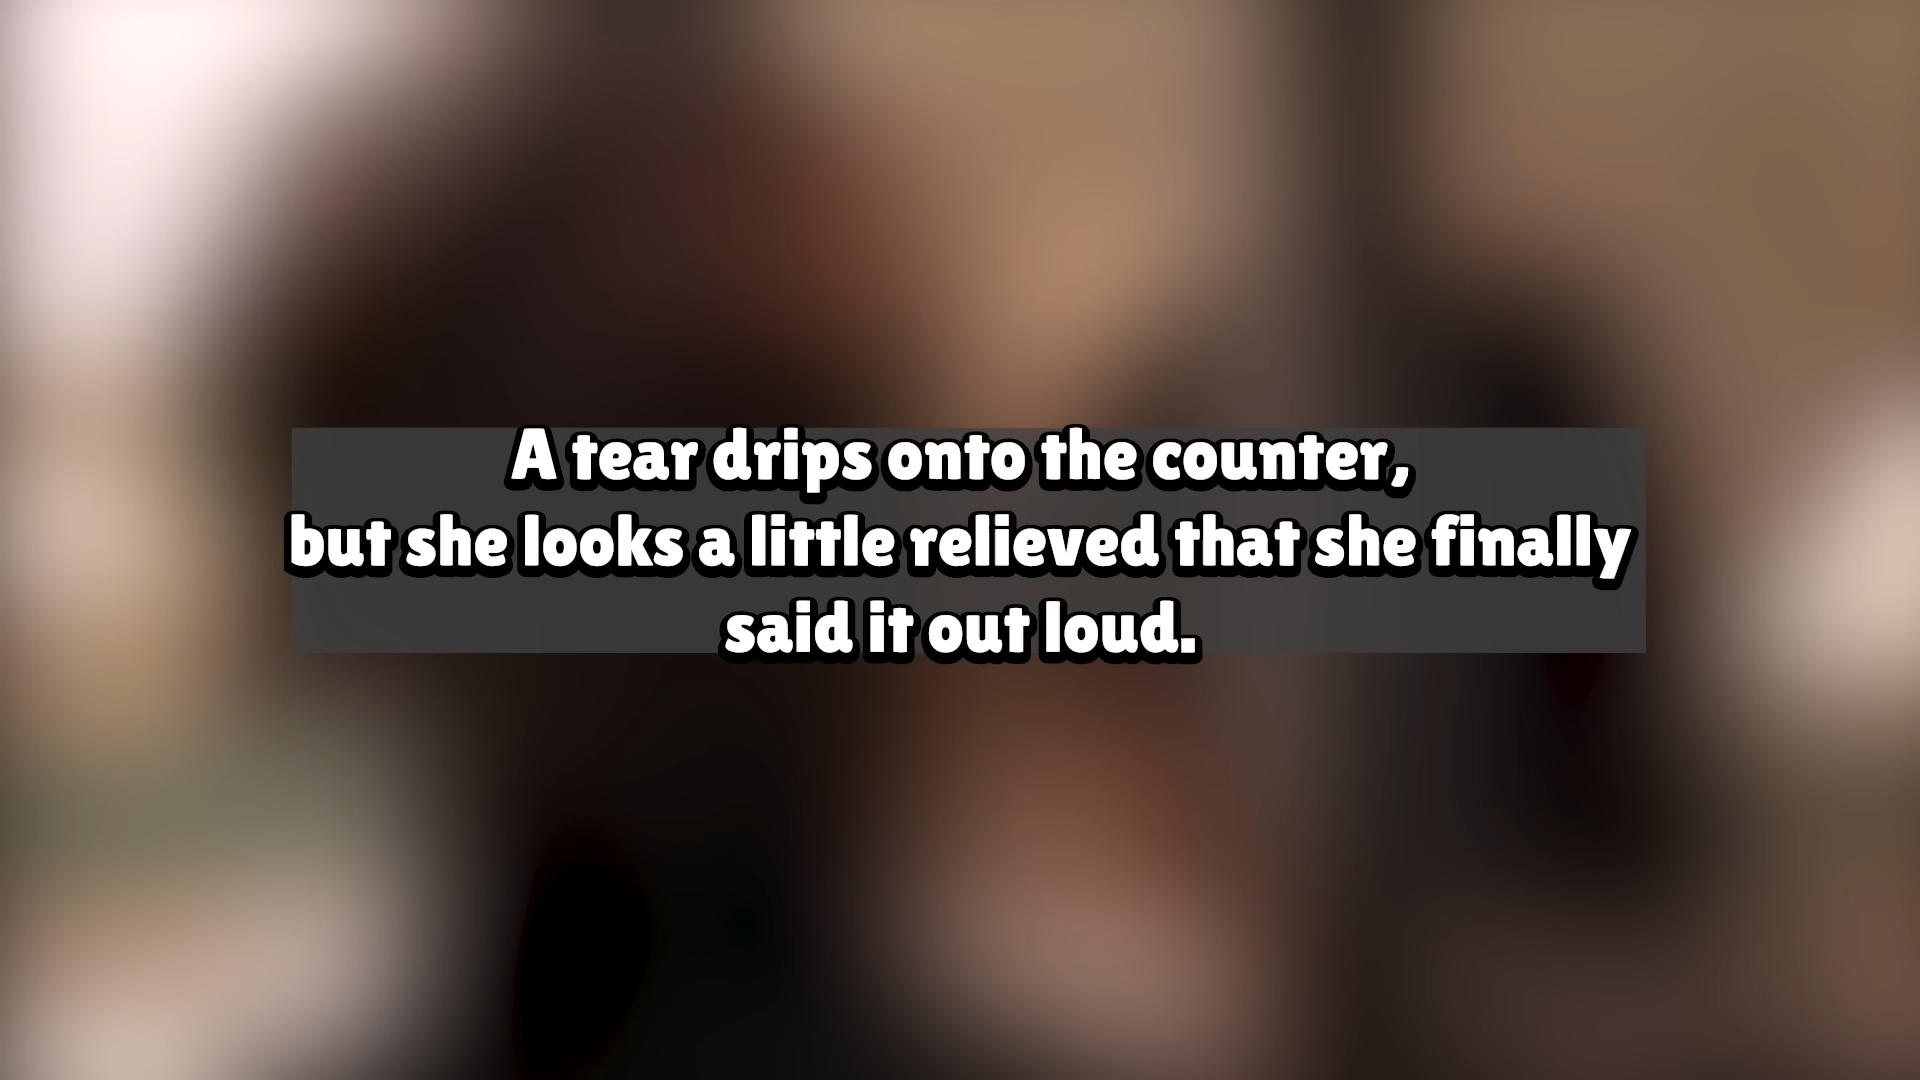 A tear drips onto the counter,
but she looks a little relieved that she finally
said it out loud.